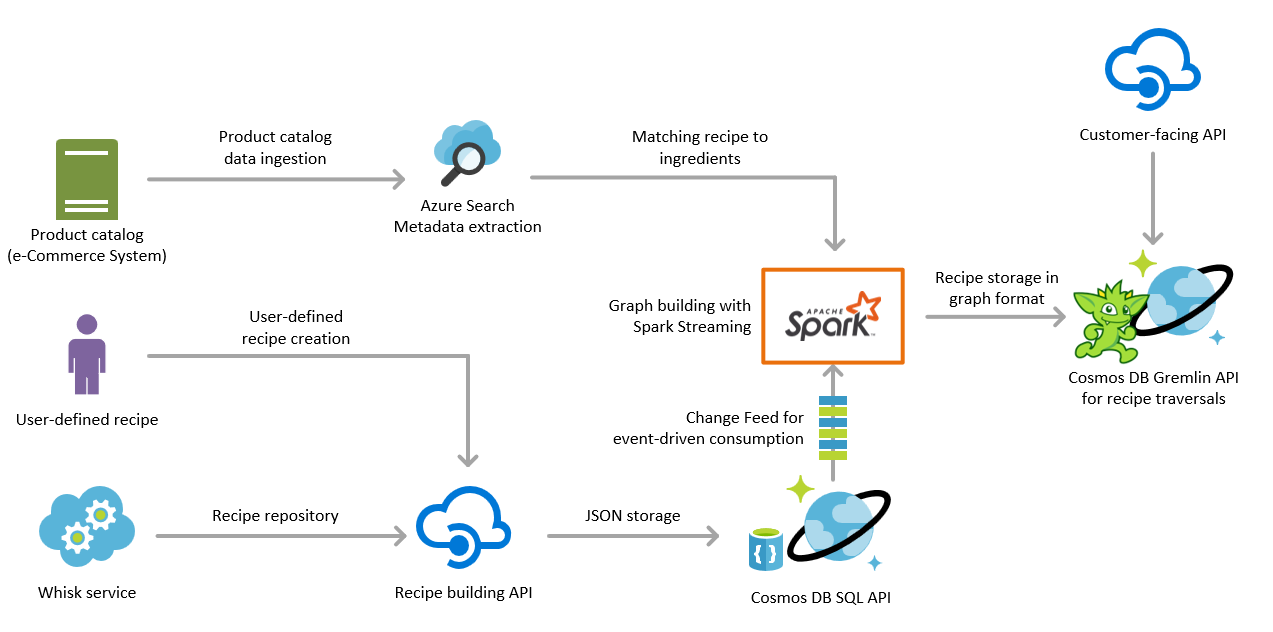 Customer-facing API
Product catalog
data ingestion
Matching recipe to
ingredients
Azure Search
Metadata extraction
Product catalog
(e-Commerce System)
Graph building with
Spark Streaming
APACHE
Spark™
Recipe storage in
graph format
User-defined
recipe creation
Cosmos DB Gremlin API
for recipe traversals
User-defined recipe
Change Feed for
event-driven consumption
Recipe repository
JSON storage
{ }
Whisk service
Recipe building API
Cosmos DB SQL API